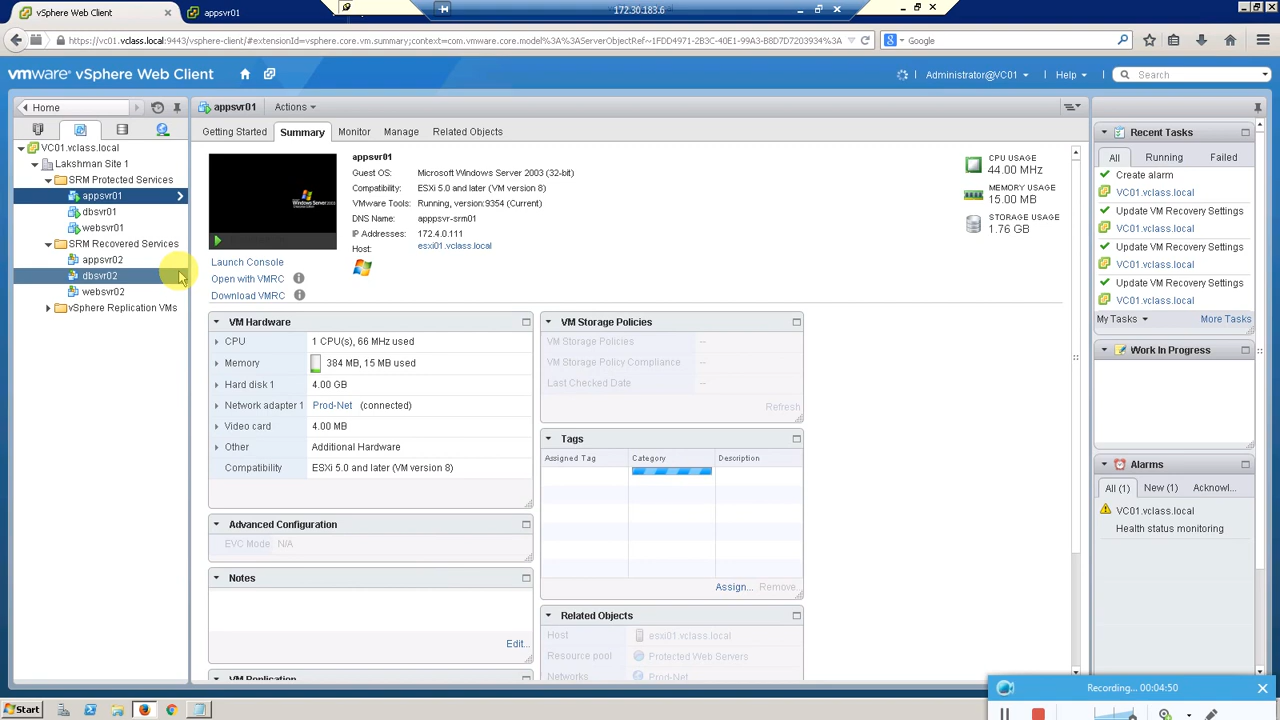 vSphere Web Client
appsvr01
172.30.183.6
https://vc01.vclass.local:9443/vsphere-client/#extensionId=vsphere.core.vm.summary;context=com.vmware.core.model%3A%3AServerObjectRef~1FDD4971-2B3C-40E1-99A3-B8D7D7203934%3A
Google
vmware vSphere Web Client
Administrator@VC01
Help
Search
Home
appsvr01 Actions
Getting Started Summary Monitor Manage Related Objects
VC01.vclass.local
Lakshman Site 1
SRM Protected Services
appsvr01
dbsvr01
websvr01
SRM Recovered Services
appsvr02
dbsvr02
websvr02
vSphere Replication VMs
appsvr01
Guest OS: Microsoft Windows Server 2003 (32-bit)
Compatibility: ESXi 5.0 and later (VM version 8)
VMware Tools: Running, version:9354 (Current)
DNS Name: apppsvr-srm01
IP Addresses: 172.4.0.111
Host: esxi01.vclass.local
CPU USAGE
44.00 MHz
MEMORY USAGE
15.00 MB
STORAGE USAGE
1.76 GB
Launch Console
Open with VMRC
Download VMRC
VM Hardware
CPU 1 CPU(s), 66 MHz used
Memory 384 MB, 15 MB used
Hard disk 1 4.00 GB
Network adapter 1 Prod-Net (connected)
Video card 4.00 MB
Other Additional Hardware
Compatibility ESXi 5.0 and later (VM version 8)
Advanced Configuration
EVC Mode N/A
Notes
Edit...
VM Replication
VM Storage Policies
VM Storage Policies --
VM Storage Policy Compliance --
Last Checked Date --
Refresh
Tags
Assigned Tag Category Description
Assign... Remove...
Related Objects
Host esxi01.vclass.local
Resource pool Protected Web Servers
Networks Prod-Net
Recent Tasks
All Running Failed
Create alarm
VC01.vclass.local
Update VM Recovery Settings
VC01.vclass.local
Update VM Recovery Settings
VC01.vclass.local
Update VM Recovery Settings
VC01.vclass.local
My Tasks More Tasks
Work In Progress
Alarms
All (1) New (1) Acknowl...
VC01.vclass.local
Health status monitoring
Recording... 00:04:50
Start